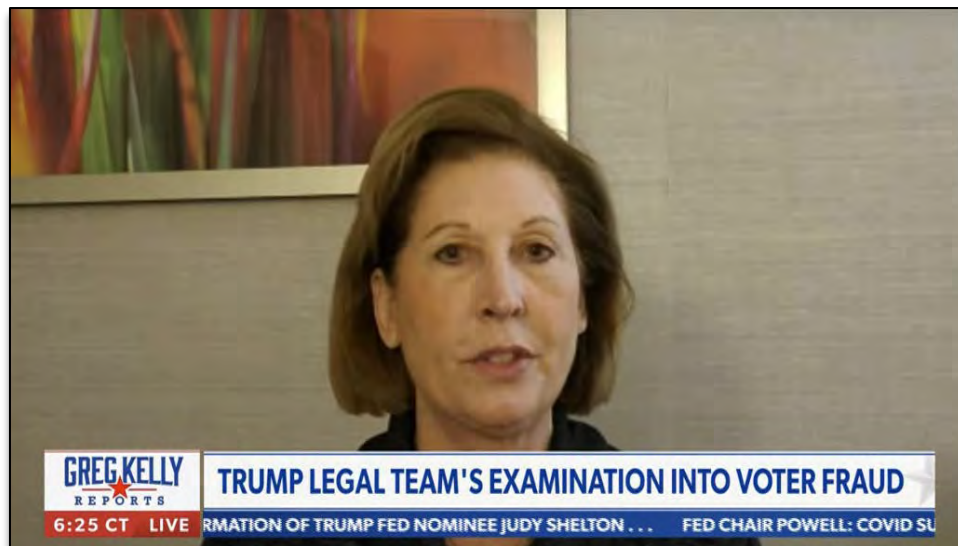 GREG KELLY
REPORTS
TRUMP LEGAL TEAM'S EXAMINATION INTO VOTER FRAUD
6:25 CT LIVE
RMATION OF TRUMP FED NOMINEE JUDY SHELTON . . . FED CHAIR POWELL: COVID SU